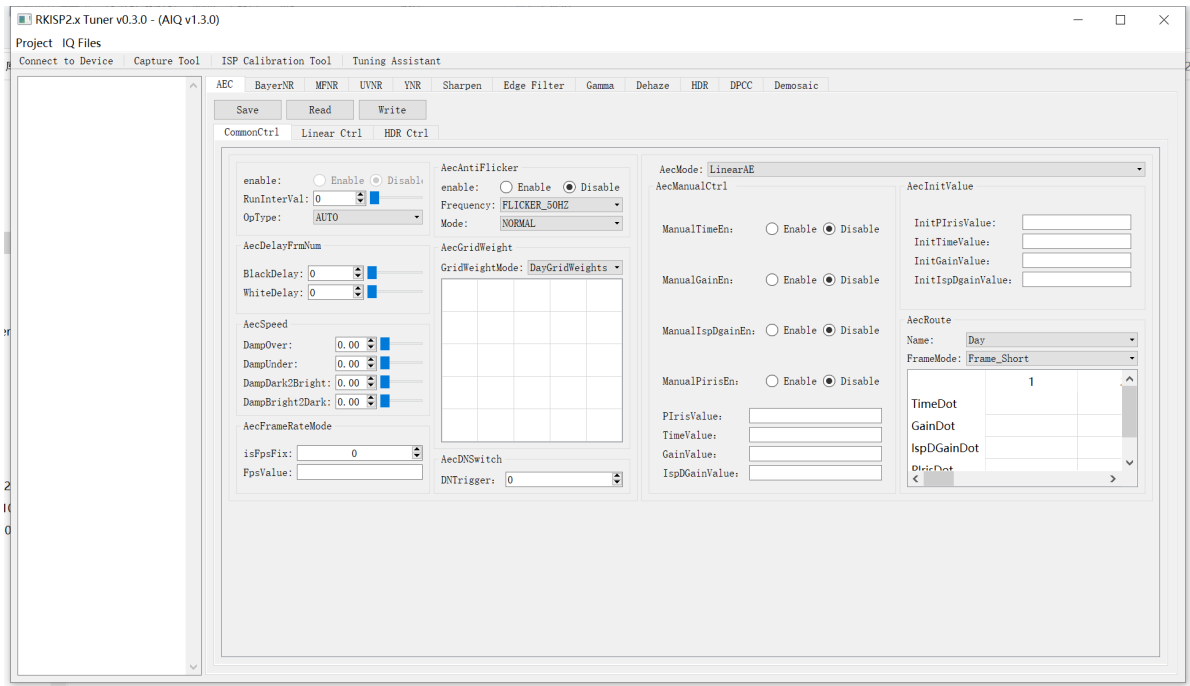 RKISP2.x Tuner v0.3.0 - (AIQ v1.3.0)
Project IQ Files
Connect to Device Capture Tool ISP Calibration Tool Tuning Assistant
AEC BayerNR MFNR UVNR YNR Sharpen Edge Filter Gamma Dehaze HDR DPCC Demosaic
Save Read Write
CommonCtrl Linear Ctrl HDR Ctrl
enable: Enable Disable
RunInterVal: 0
OpType: AUTO
AecDelayFrmNum
BlackDelay: 0
WhiteDelay: 0
AecSpeed
DampOver: 0.00
DampUnder: 0.00
DampDark2Bright: 0.00
DampBright2Dark: 0.00
AecFrameRateMode
isFpsFix: 0
FpsValue:
AecAntiFlicker
enable: Enable Disable
Frequency: FLICKER_50HZ
Mode: NORMAL
AecGridWeight
GridWeightMode: DayGridWeights
AecDNSwitch
DNTrigger: 0
AecMode: LinearAE
AecManualCtrl
ManualTimeEn: Enable Disable
ManualGainEn: Enable Disable
ManualIspDgainEn: Enable Disable
ManualPirisEn: Enable Disable
PIrisValue:
TimeValue:
GainValue:
IspDGainValue:
AecInitValue
InitPIrisValue:
InitTimeValue:
InitGainValue:
InitIspDgainValue:
AecRoute
Name: Day
FrameMode: Frame_Short
1
TimeDot
GainDot
IspDGainDot
PIrisDot